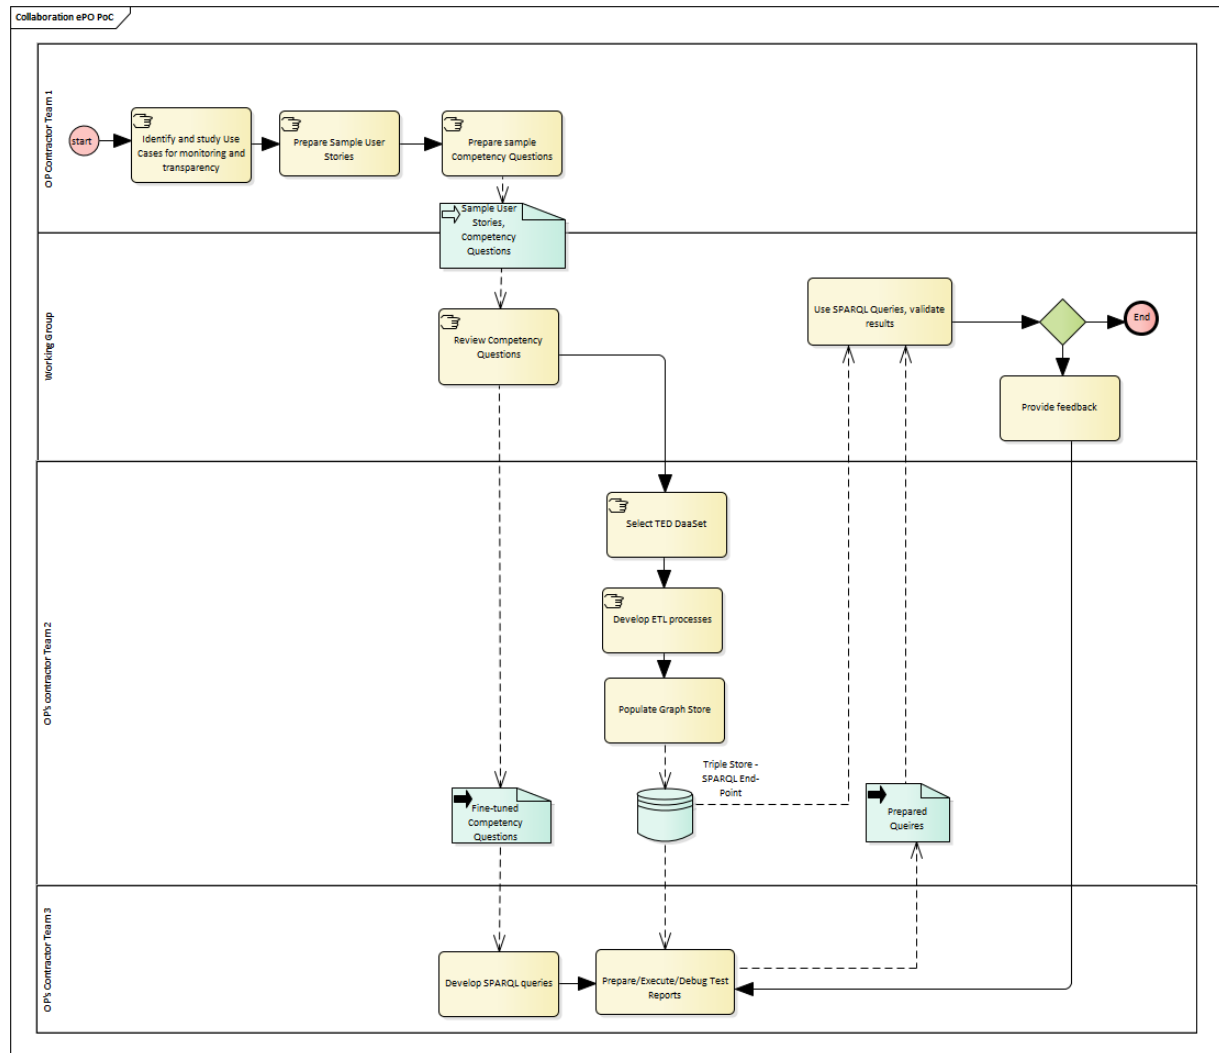 Collaboration ePO PoC
OP Contractor Team 1
start
Identify and study Use
Cases for monitoring and
transparency
Prepare Sample User
Stories
Prepare sample
Competency Questions
Sample User
Stories,
Competency
Questions
Working Group
Review Competency
Questions
Use SPARQL Queries, validate
results
End
Provide feedback
OP's contractor Team 2
Select TED DaaSet
Develop ETL processes
Populate Graph Store
Triple Store -
SPARQL End-
Point
Fine-tuned
Competency
Questions
Prepared
Queires
OP's Contractor Team 3
Develop SPARQL queries
Prepare/Execute/Debug Test
Reports